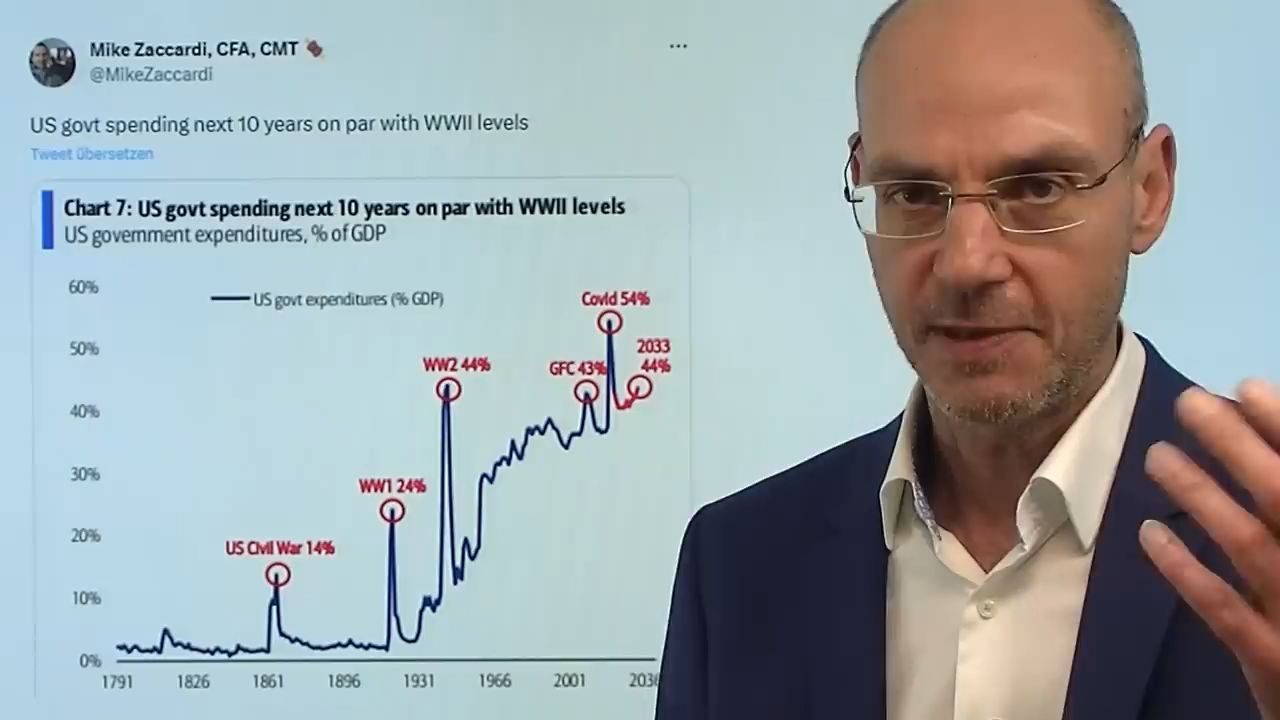 Mike Zaccardi, CFA, CMT
@MikeZaccardi
US govt spending next 10 years on par with WWII levels
Tweet übersetzen
Chart 7: US govt spending next 10 years on par with WWII levels
US government expenditures, % of GDP
60%
US govt expenditures (% GDP)
Covid 54%
50%
2033
44%
WW2 44%
GFC 43%
40%
30%
WW1 24%
20%
US Civil War 14%
10%
0%
1791 1826 1861 1896 1931 1966 2001